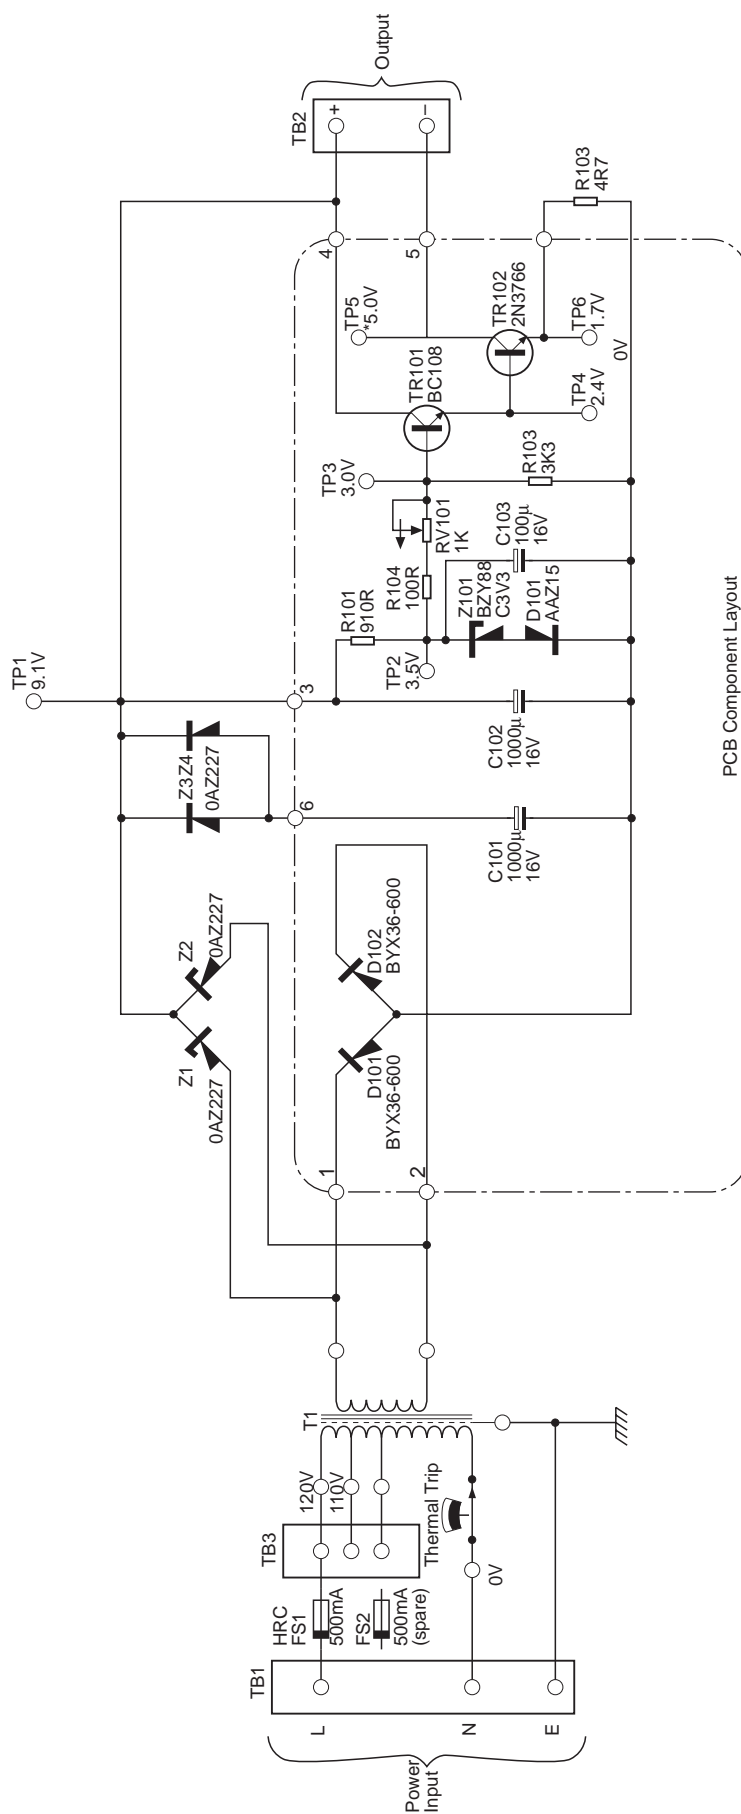 Power
Input
L
N
E
TB1
HRC
FS1
500mA
FS2
500mA
(spare)
TB3
120V
110V
0V
Thermal Trip
T1
1
2
Z1
0AZ227
Z2
0AZ227
D101
BYX36-600
D102
BYX36-600
Z3Z4
0AZ227
6
C101
1000µ
16V
TP1
9.1V
3
C102
1000µ
16V
R101
910R
TP2
3.5V
R104
100R
RV101
1K
Z101
BZY88
C3V3
D101
AAZ15
C103
100µ
16V
TP3
3.0V
R103
3K3
TR101
BC108
TP4
2.4V
TP5
*5.0V
TR102
2N3766
TP6
1.7V
0V
4
5
R103
4R7
TB2
+
–
Output
PCB Component Layout